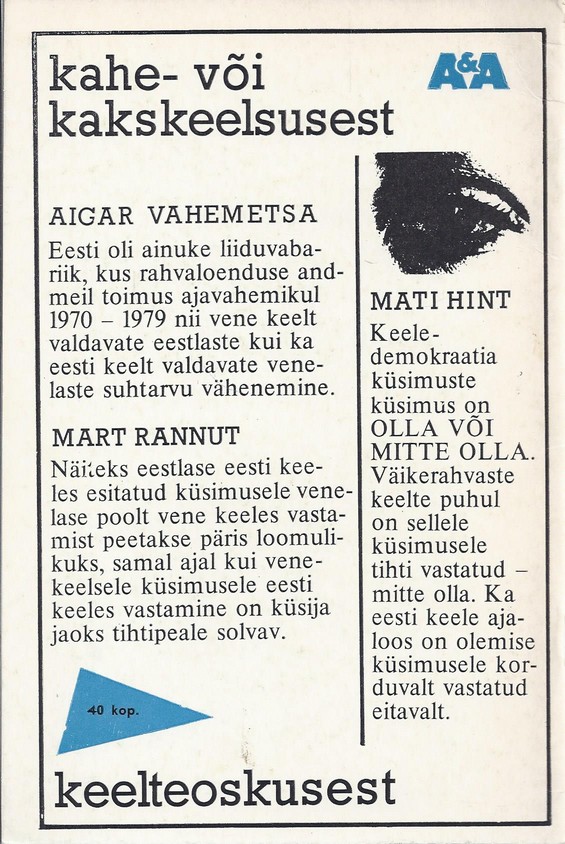 kahe- või
kakskeelsusest
A&A
AIGAR VAHEMETSA
Eesti oli ainuke liiduvaba-
riik, kus rahvaloenduse and-
meil toimus ajavahemikul
1970 – 1979 nii vene keelt
valdavate eestlaste kui ka
eesti keelt valdavate vene-
laste suhtarvu vähenemine.
MART RANNUT
Näiteks eestlase eesti kee-
les esitatud küsimusele vene-
lase poolt vene keeles vasta-
mist peetakse päris loomuli-
kuks, samal ajal kui vene-
keelsele küsimusele eesti
keeles vastamine on küsija
jaoks tihtipeale solvav.
MATI HINT
Keele-
demokraatia
küsimuste
küsimus on
OLLA VÕI
MITTE OLLA.
Väikerahvaste
keelte puhul
on sellele
küsimusele
tihti vastatud –
mitte olla. Ka
eesti keele aja-
loos on olemise
küsimusele kor-
duvalt vastatud
eitavalt.
40 kop.
keelteoskusest